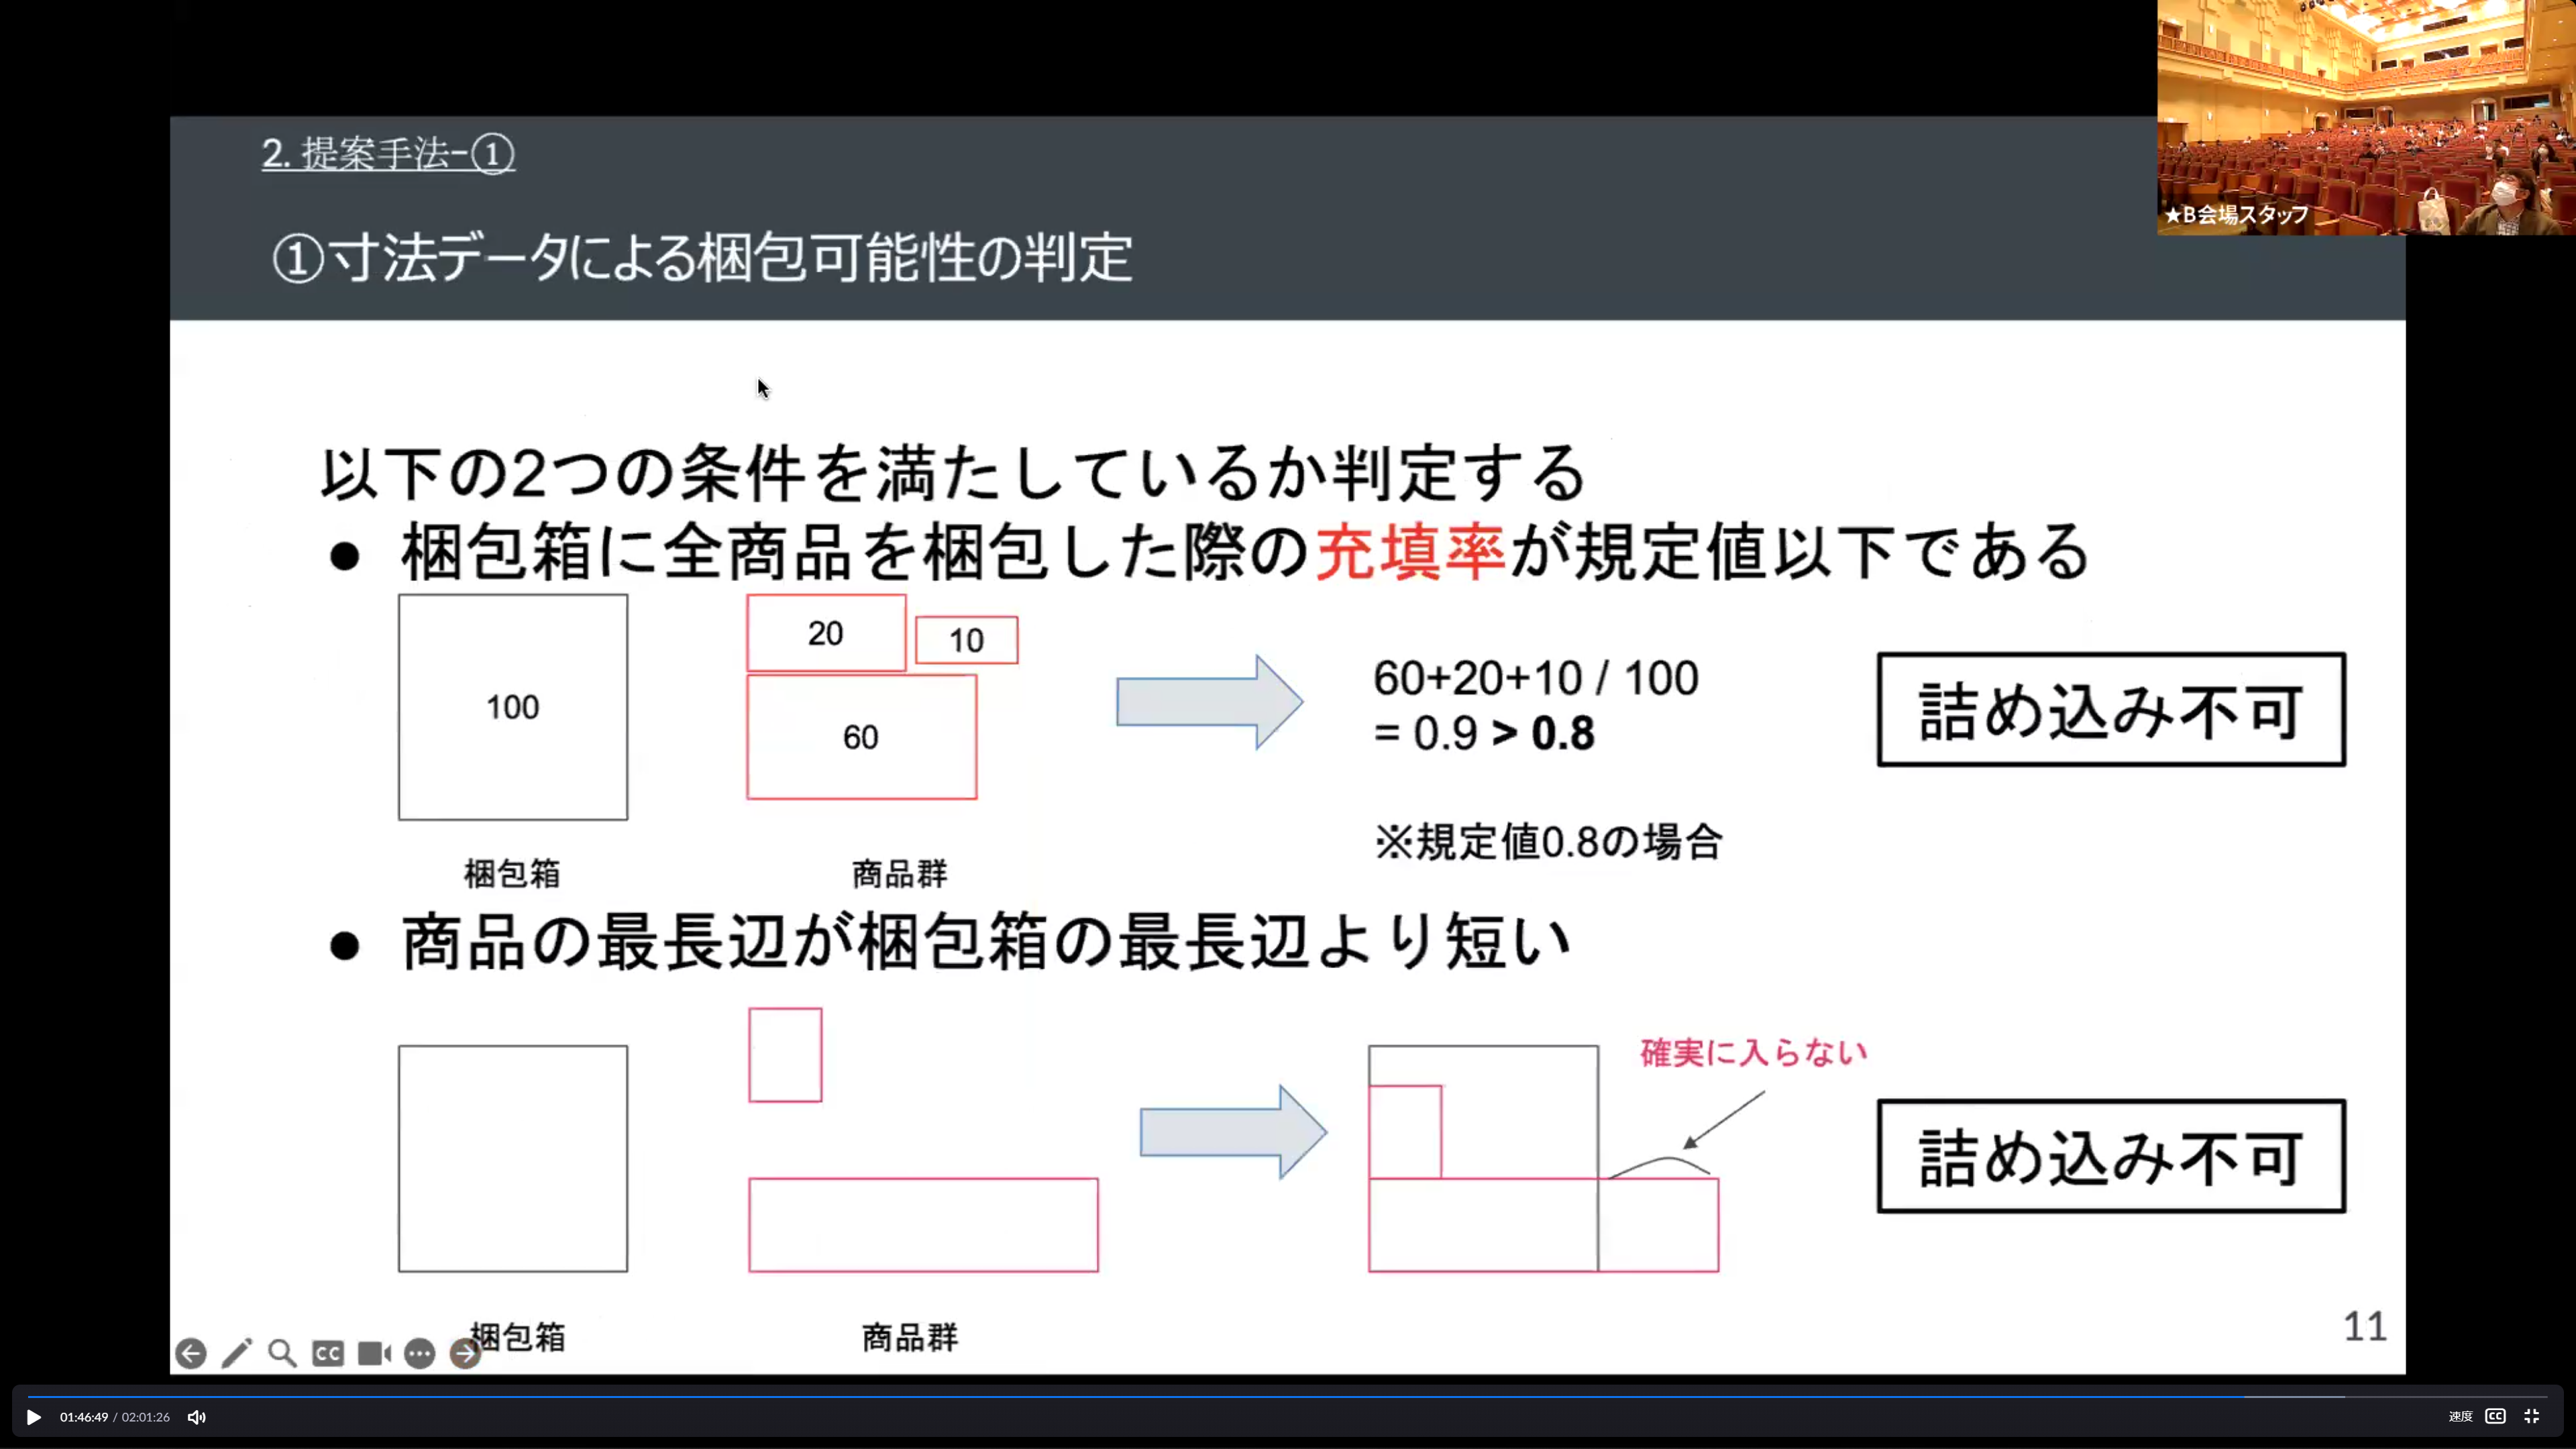 ★B会場スタッフ
2. 提案手法-①
①寸法データによる梱包可能性の判定
以下の2つの条件を満たしているか判定する
● 梱包箱に全商品を梱包した際の充填率が規定値以下である
100
20
10
60
60+20+10 / 100
= 0.9 > 0.8
※規定値0.8の場合
詰め込み不可
梱包箱
商品群
● 商品の最長辺が梱包箱の最長辺より短い
確実に入らない
詰め込み不可
梱包箱
商品群
11
CC
01:46:49 / 02:01:26
速度
CC